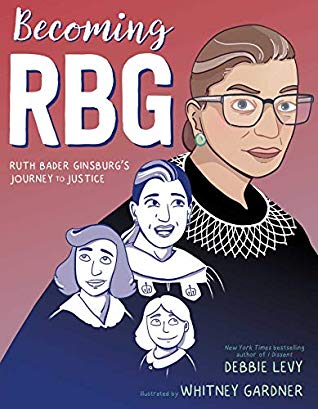 Becoming
RBG
RUTH BADER GINSBURG'S
JOURNEY TO JUSTICE
New York Times bestselling
author of I Dissent
DEBBIE LEVY
illustrated by WHITNEY GARDNER